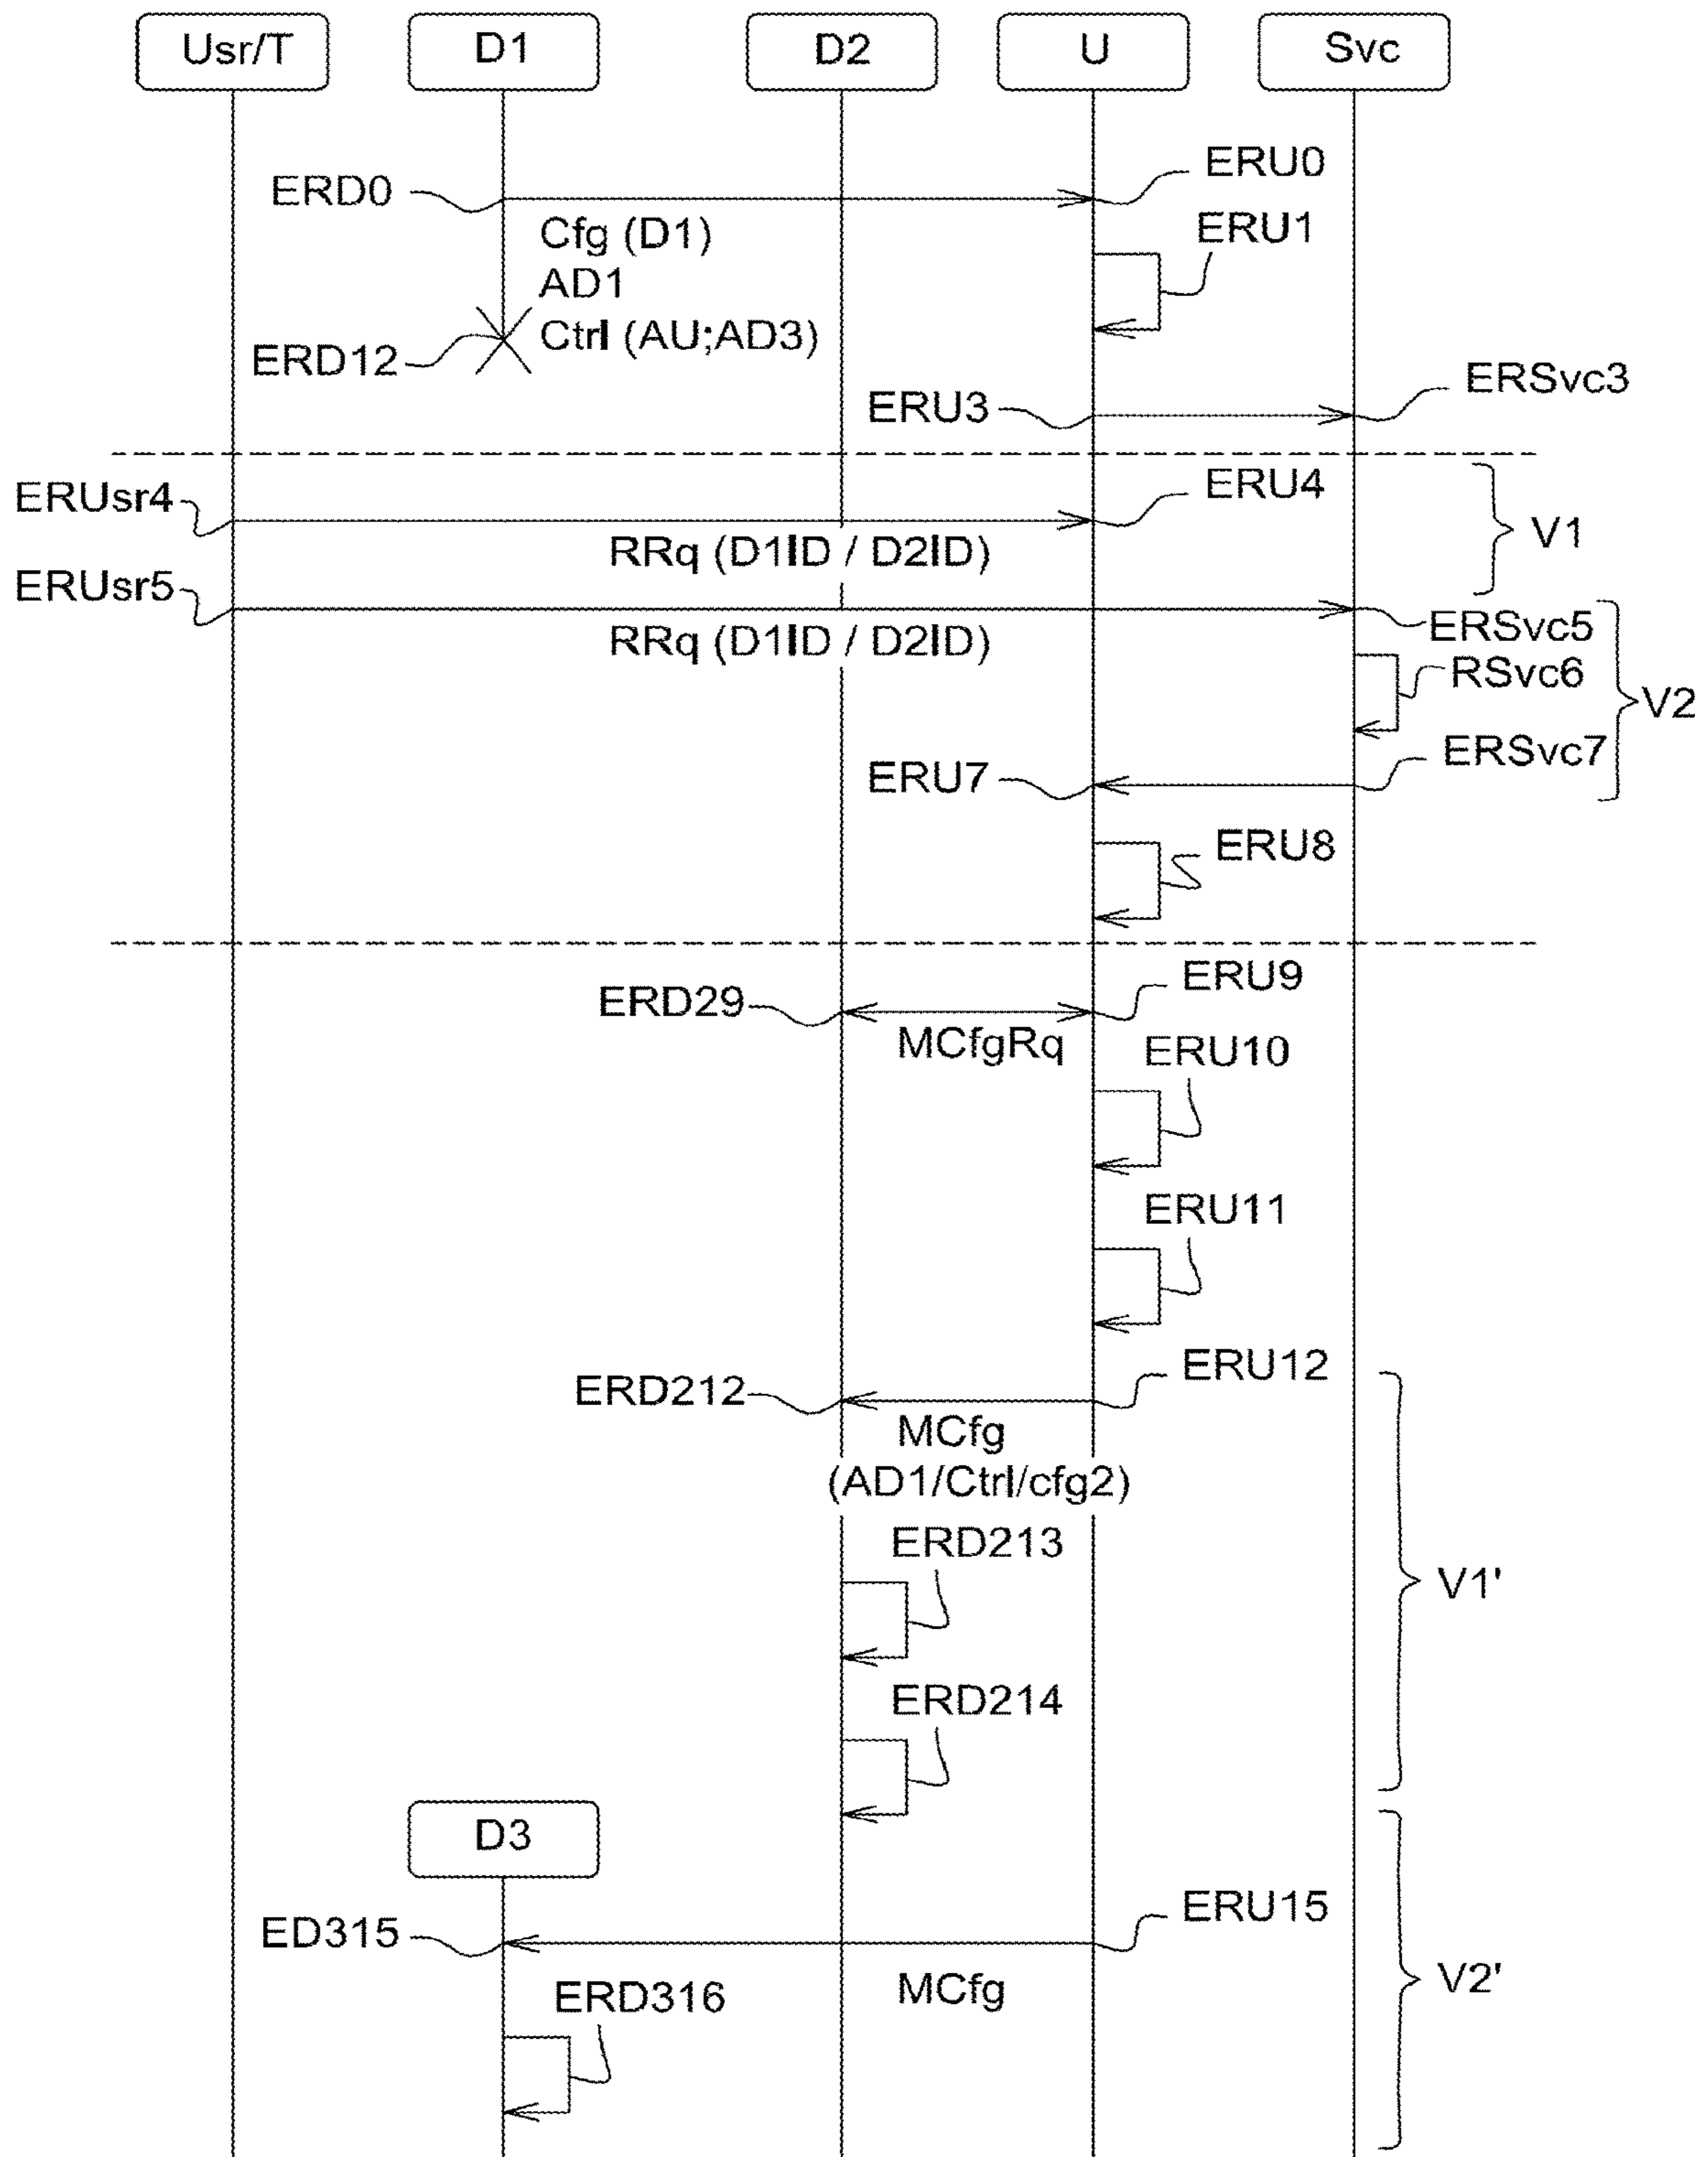 Usr/T
D1
D2
U
Svc
ERD0
ERU0
Cfg (D1)
ERU1
AD1
Ctrl (AU;AD3)
ERD12
ERSvc3
ERU3
ERUsr4
ERU4
V1
RRq (D1ID / D2ID)
ERUsr5
ERSvc5
RRq (D1ID / D2ID)
RSvc6
V2
ERSvc7
ERU7
ERU8
ERU9
ERD29
MCfgRq
ERU10
ERU11
ERU12
ERD212
MCfg
(AD1/Ctrl/cfg2)
ERD213
V1'
ERD214
D3
ERU15
ED315
V2'
MCfg
ERD316